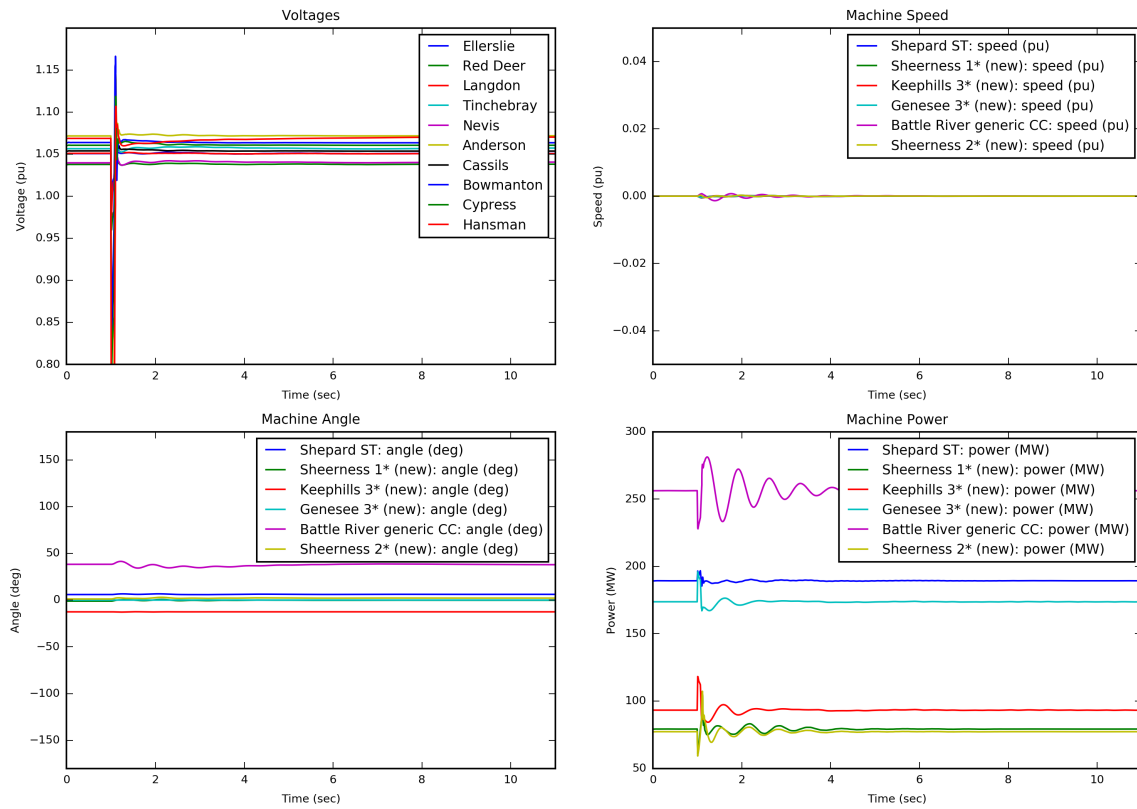 Voltages
1.15
1.10
1.05
1.00
0.95
0.90
0.85
0.80
Voltage (pu)
0
2
4
6
8
10
Time (sec)
Ellerslie
Red Deer
Langdon
Tinchebray
Nevis
Anderson
Cassils
Bowmanton
Cypress
Hansman
Machine Speed
0.04
0.02
0.00
−0.02
−0.04
Speed (pu)
0
2
4
6
8
10
Time (sec)
Shepard ST: speed (pu)
Sheerness 1* (new): speed (pu)
Keephills 3* (new): speed (pu)
Genesee 3* (new): speed (pu)
Battle River generic CC: speed (pu)
Sheerness 2* (new): speed (pu)
Machine Angle
150
100
50
0
−50
−100
−150
Angle (deg)
0
2
4
6
8
10
Time (sec)
Shepard ST: angle (deg)
Sheerness 1* (new): angle (deg)
Keephills 3* (new): angle (deg)
Genesee 3* (new): angle (deg)
Battle River generic CC: angle (deg)
Sheerness 2* (new): angle (deg)
Machine Power
300
250
200
150
100
50
Power (MW)
0
2
4
6
8
10
Time (sec)
Shepard ST: power (MW)
Sheerness 1* (new): power (MW)
Keephills 3* (new): power (MW)
Genesee 3* (new): power (MW)
Battle River generic CC: power (MW)
Sheerness 2* (new): power (MW)